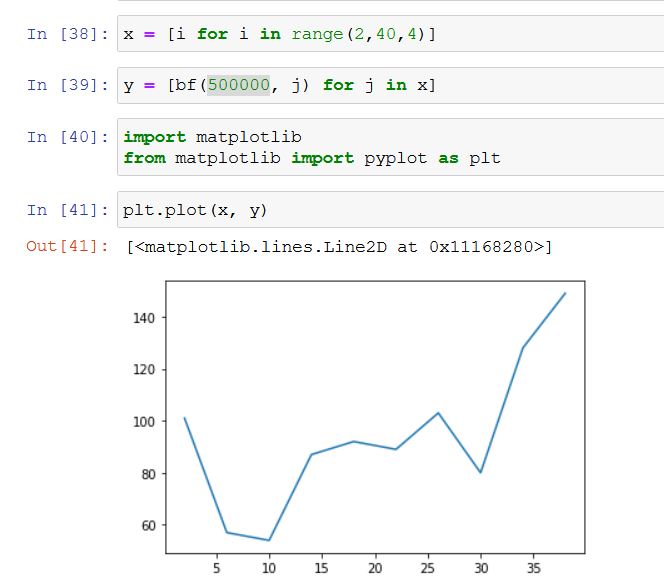 In [38]: x = [i for i in range(2,40,4)]
In [39]: y = [bf(500000, j) for j in x]
In [40]: import matplotlib
from matplotlib import pyplot as plt
In [41]: plt.plot(x, y)
Out[41]: [<matplotlib.lines.Line2D at 0x11168280>]
140
120
100
80
60
5 10 15 20 25 30 35